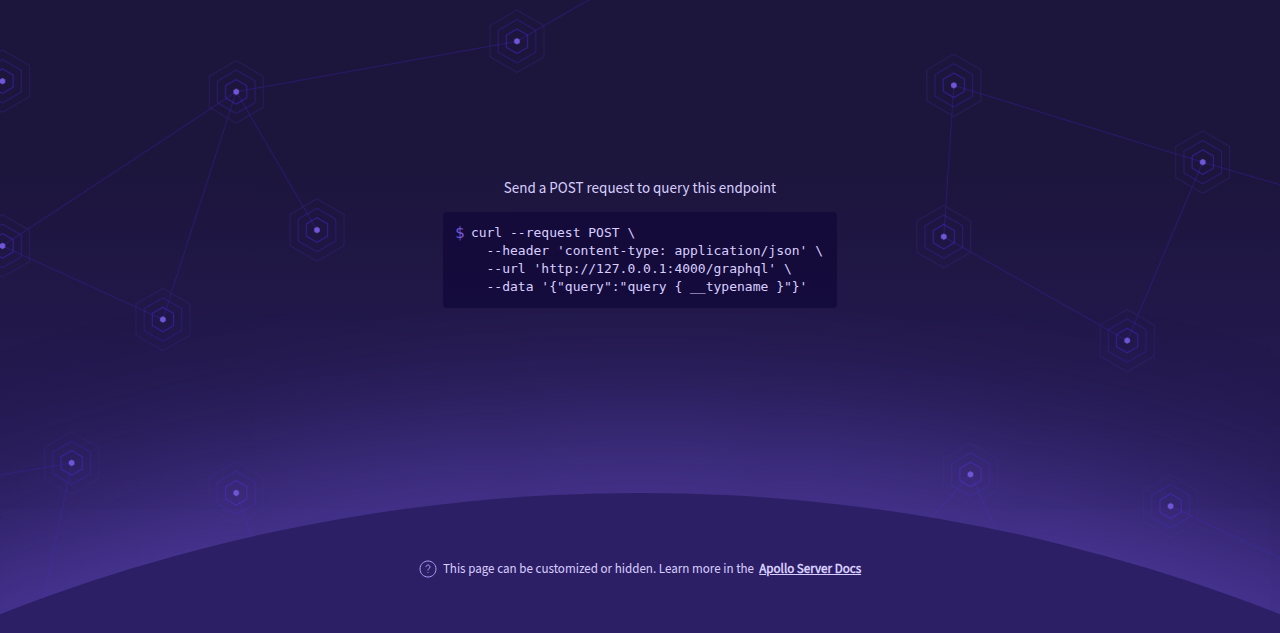 Send a POST request to query this endpoint
$ curl --request POST \
--header 'content-type: application/json' \
--url 'http://127.0.0.1:4000/graphql' \
--data '{"query":"query { __typename }"}'
? This page can be customized or hidden. Learn more in the Apollo Server Docs